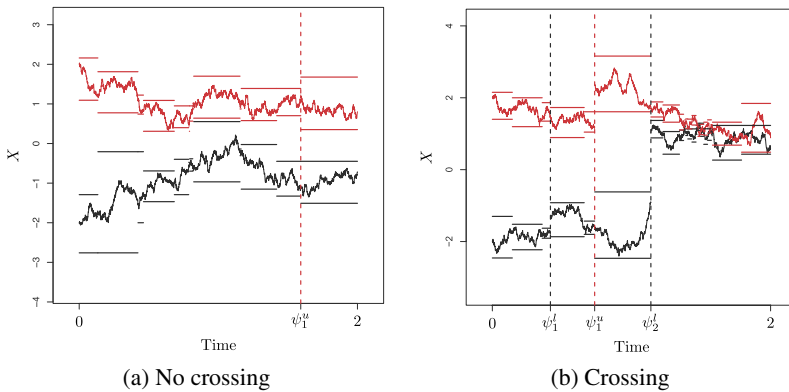 3
2
1
0
−1
−2
−3
−4
X
0
ψ₁ᵘ
2
Time
(a) No crossing
4
2
0
−2
X
0
ψ₁ˡ
ψ₁ᵘ
ψ₂ˡ
2
Time
(b) Crossing